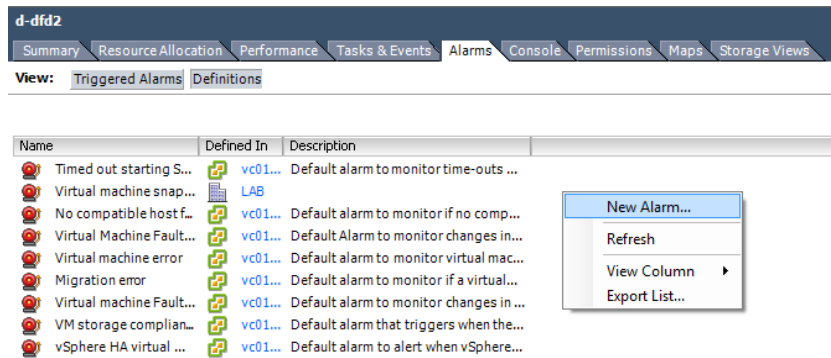 d-dfd2
Summary Resource Allocation Performance Tasks & Events Alarms Console Permissions Maps Storage Views
View: Triggered Alarms Definitions
Name Defined In Description
Timed out starting S... vc01... Default alarm to monitor time-outs ...
Virtual machine snap... LAB
No compatible host f... vc01... Default alarm to monitor if no comp...
Virtual Machine Fault... vc01... Default Alarm to monitor changes in...
Virtual machine error vc01... Default alarm to monitor virtual mac...
Migration error vc01... Default alarm to monitor if a virtual...
Virtual machine Fault... vc01... Default alarm to monitor changes in ...
VM storage complian... vc01... Default alarm that triggers when the...
vSphere HA virtual ... vc01... Default alarm to alert when vSphere...
New Alarm...
Refresh
View Column
Export List...